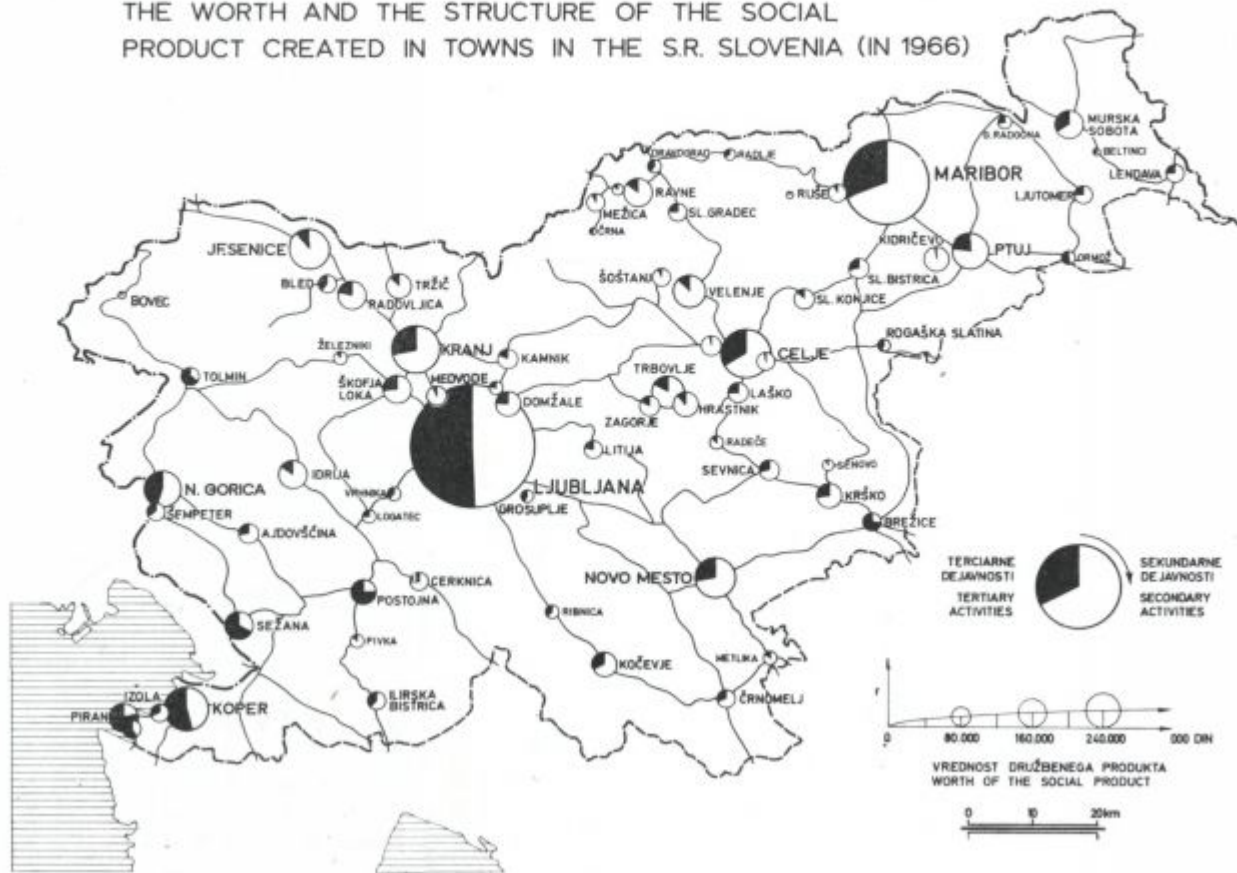 THE WORTH AND THE STRUCTURE OF THE SOCIAL
PRODUCT CREATED IN TOWNS IN THE S.R. SLOVENIA (IN 1966)
MURSKA
SOBOTA
BELTINCI
LENDAVA
LJUTOMER
ORMOŽ
DRAVOGRAD
RADLJE
RUŠE
MARIBOR
RAVNE
MEŽICA
ČRNA
SL. GRADEC
KIDRIČEVO
PTUJ
SL. BISTRICA
SL. KONJICE
ROGAŠKA SLATINA
JESENICE
BLED
RADOVLJICA
TRŽIČ
BOVEC
ŠOŠTANJ
VELENJE
CELJE
ŽELEZNIKI
KRANJ
KAMNIK
TOLMIN
ŠKOFJA
LOKA
MEDVODE
DOMŽALE
TRBOVLJE
ZAGORJE
HRASTNIK
LAŠKO
LITIJA
RADEČE
SEVNICA
SENOVO
KRŠKO
BREŽICE
IDRIJA
VRHNIKA
LOGATEC
LJUBLJANA
GROSUPLJE
N. GORICA
ŠEMPETER
AJDOVŠČINA
CERKNICA
POSTOJNA
PIVKA
SEŽANA
NOVO MESTO
RIBNICA
KOČEVJE
METLIKA
ČRNOMELJ
ILIRSKA
BISTRICA
IZOLA
KOPER
PIRAN
TERCIARNE
DEJAVNOSTI
TERTIARY
ACTIVITIES
SEKUNDARNE
DEJAVNOSTI
SECONDARY
ACTIVITIES
r
0 80.000 160.000 240.000 000 DIN
VREDNOST DRUŽBENEGA PRODUKTA
WORTH OF THE SOCIAL PRODUCT
0 10 20km